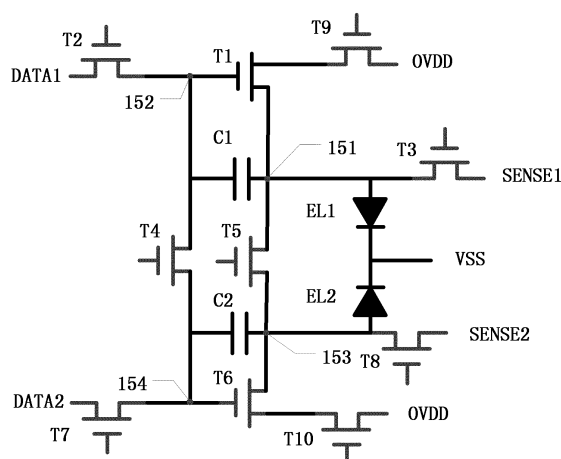 T2
T1
T9
DATA1
OVDD
152
C1
151
T3
SENSE1
EL1
T4
T5
VSS
EL2
C2
SENSE2
153
T8
154
T6
DATA2
OVDD
T7
T10